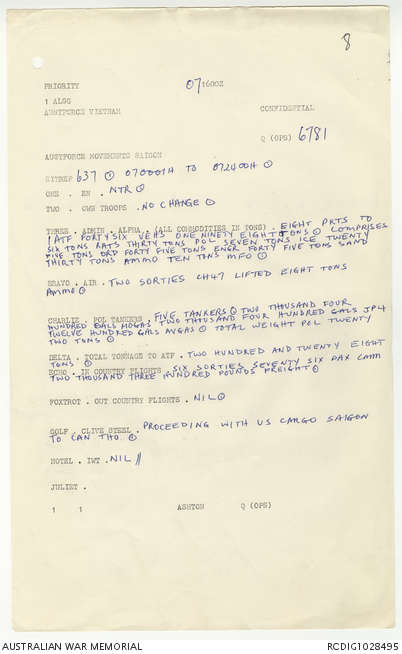 8
PRIORITY 071600Z
1 ALSG
AUSTFORCE VIETNAM CONFIDENTIAL
Q (OPS) 6781
AUSTFORCE MOVEMENTS SAIGON
SITREP 637 ⊙ 070001H TO 072400H ⊙
ONE . EN . NTR ⊙
TWO . OWN TROOPS . NO CHANGE ⊙
THREE . ADMIN . ALPHA . (ALL COMMODITIES IN TONS) . EIGHT PKTS TO
1 ATF FORTYSIX VEHS ONE NINETY EIGHT TONS ⊙ COMPRISES
SIX TONS RATS THIRTY TONS POL SEVEN TONS ICE TWENTY
FIVE TONS ORD FORTY FIVE TONS ENGR FORTY FIVE TONS SAND
THIRTY TONS AMMO TEN TONS MFO ⊙
BRAVO . AIR . TWO SORTIES CH47 LIFTED EIGHT TONS
AMMO ⊙
CHARLIE . POL TANKERS . FIVE TANKERS ⊙ TWO THOUSAND FOUR
HUNDRED GALS MOGAS TWO THOUSAND FOUR HUNDRED GALS JP4
TWELVE HUNDRED GALS AVGAS ⊙ TOTAL WEIGHT POL TWENTY
TWO TONS ⊙
DELTA . TOTAL TONNAGE TO ATF . TWO HUNDRED AND TWENTY EIGHT
TONS ⊙
ECHO . IN COUNTRY FLIGHTS . SIX SORTIES SEVENTY SIX PAX
TWO THOUSAND THREE HUNDRED POUNDS FREIGHT ⊙
FOXTROT . OUT COUNTRY FLIGHTS . NIL ⊙
GOLF . CLIVE STEEL . PROCEEDING WITH US CARGO SAIGON
TO CAN THO ⊙
HOTEL . IWT . NIL //
JULIET .
1 1 ASHTON Q (OPS)
AUSTRALIAN WAR MEMORIAL RCDIG1028495